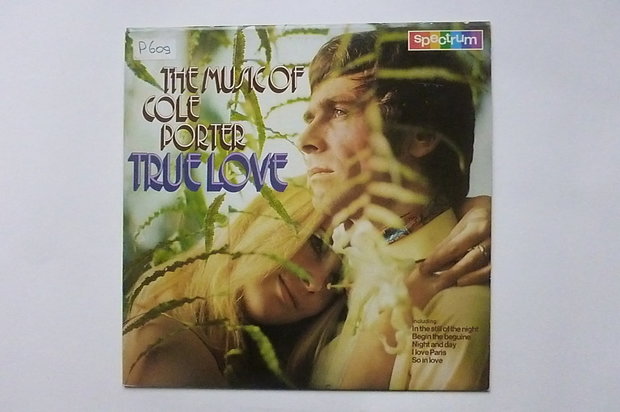 P609
spectrum
THE MUSIC OF
COLE
PORTER
TRUE LOVE
including:
In the still of the night
Begin the beguine
Night and day
I love Paris
So in love